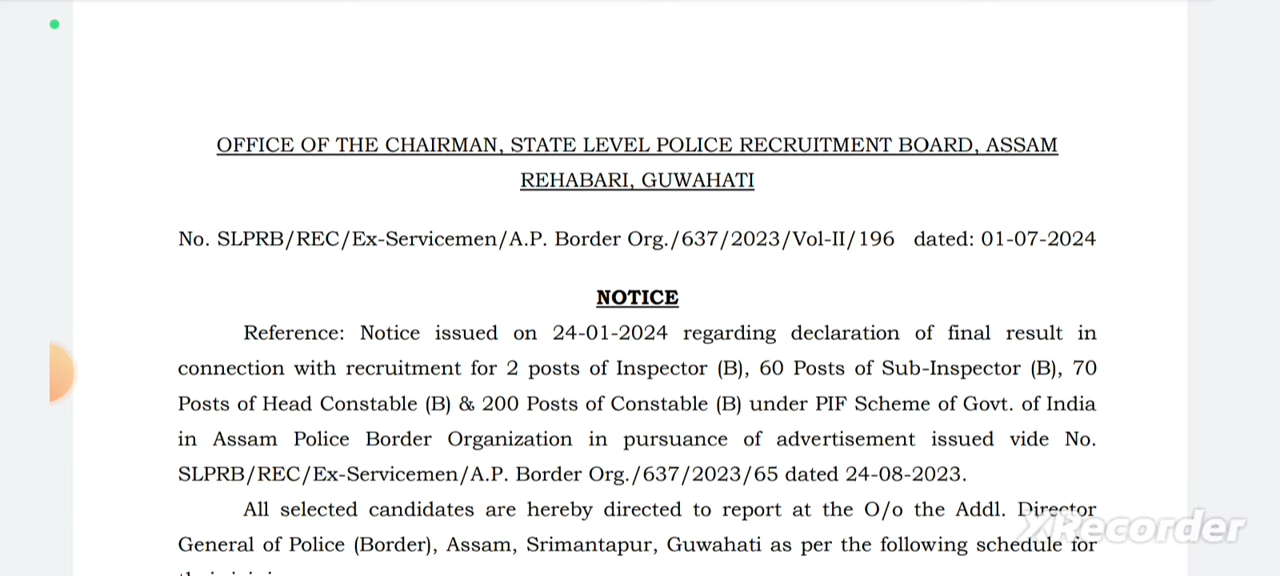 OFFICE OF THE CHAIRMAN, STATE LEVEL POLICE RECRUITMENT BOARD, ASSAM
REHABARI, GUWAHATI
No. SLPRB/REC/Ex-Servicemen/A.P. Border Org./637/2023/Vol-II/196 dated: 01-07-2024
NOTICE
Reference: Notice issued on 24-01-2024 regarding declaration of final result in
connection with recruitment for 2 posts of Inspector (B), 60 Posts of Sub-Inspector (B), 70
Posts of Head Constable (B) & 200 Posts of Constable (B) under PIF Scheme of Govt. of India
in Assam Police Border Organization in pursuance of advertisement issued vide No.
SLPRB/REC/Ex-Servicemen/A.P. Border Org./637/2023/65 dated 24-08-2023.
All selected candidates are hereby directed to report at the O/o the Addl. Director
General of Police (Border), Assam, Srimantapur, Guwahati as per the following schedule for
XRecorder